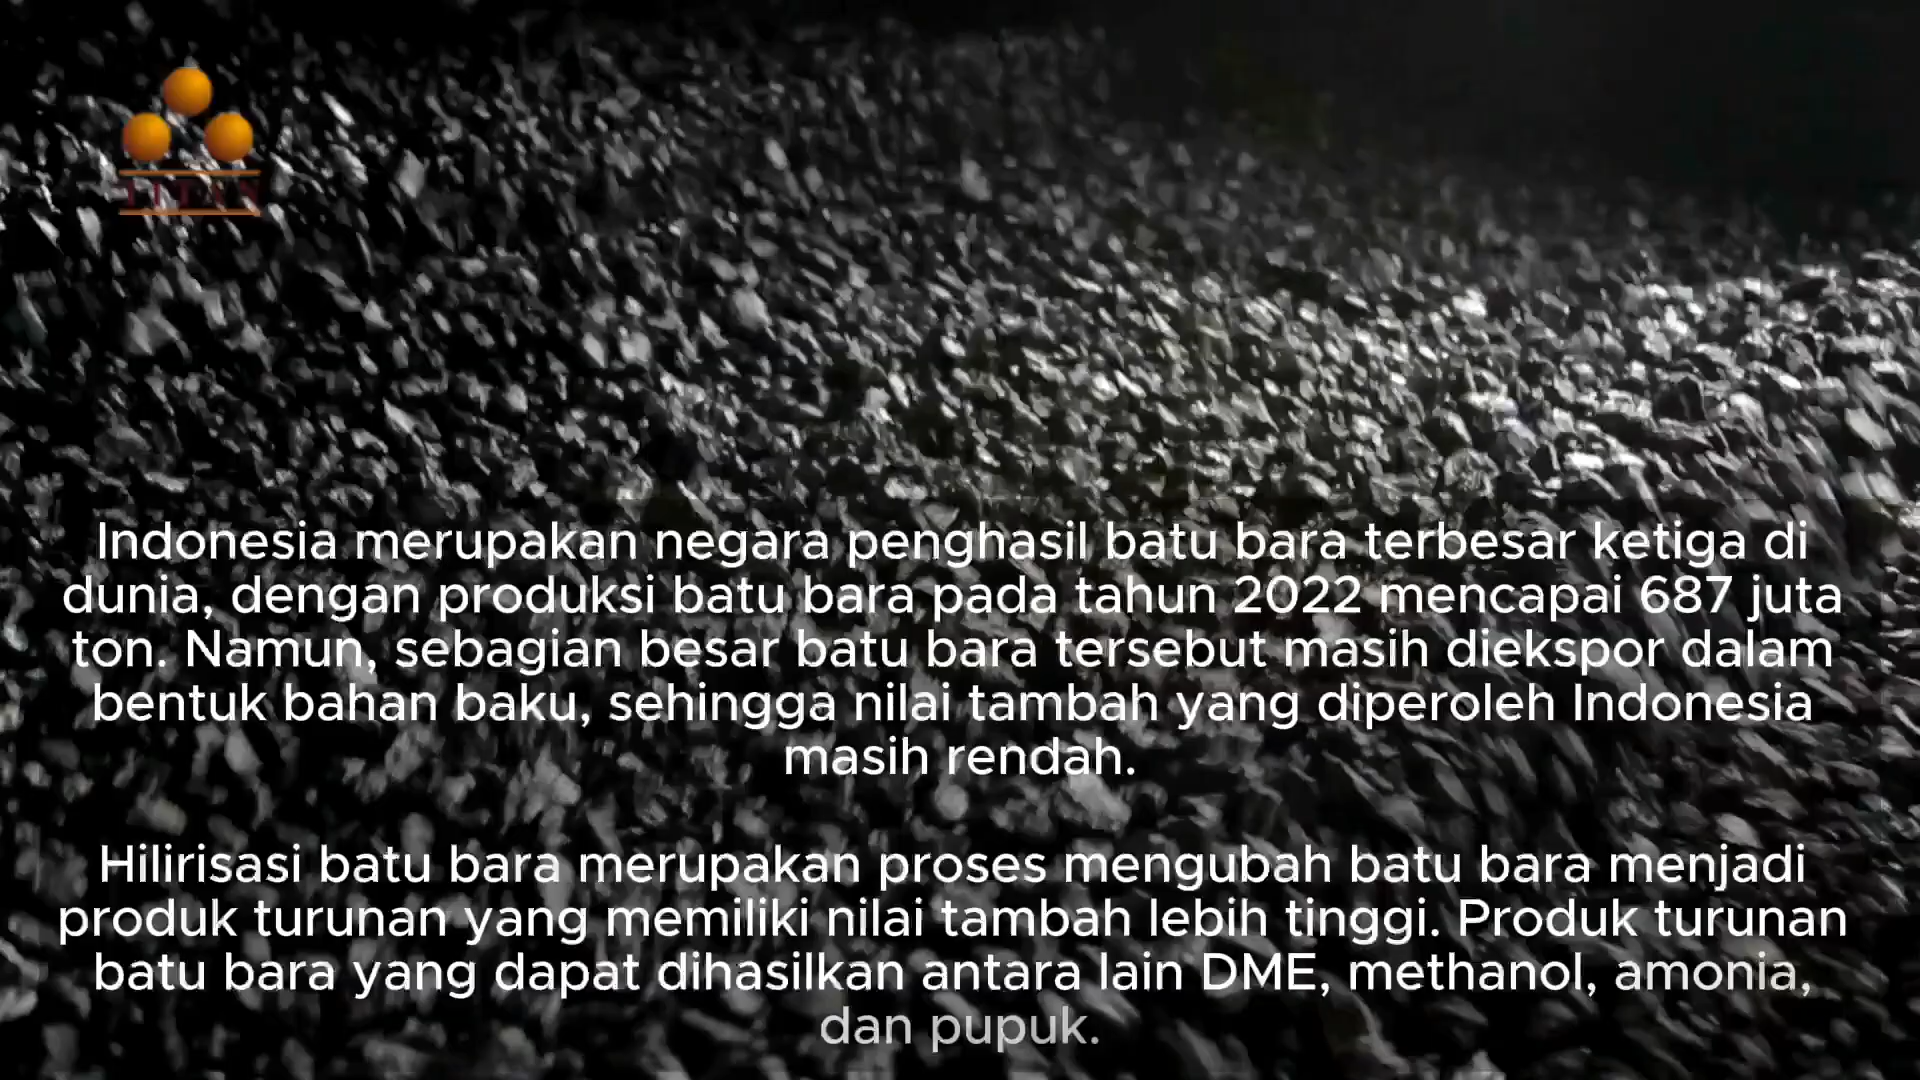 TITAN
Indonesia merupakan negara penghasil batu bara terbesar ketiga di
dunia, dengan produksi batu bara pada tahun 2022 mencapai 687 juta
ton. Namun, sebagian besar batu bara tersebut masih diekspor dalam
bentuk bahan baku, sehingga nilai tambah yang diperoleh Indonesia
masih rendah.
Hilirisasi batu bara merupakan proses mengubah batu bara menjadi
produk turunan yang memiliki nilai tambah lebih tinggi. Produk turunan
batu bara yang dapat dihasilkan antara lain DME, methanol, amonia,
dan pupuk.